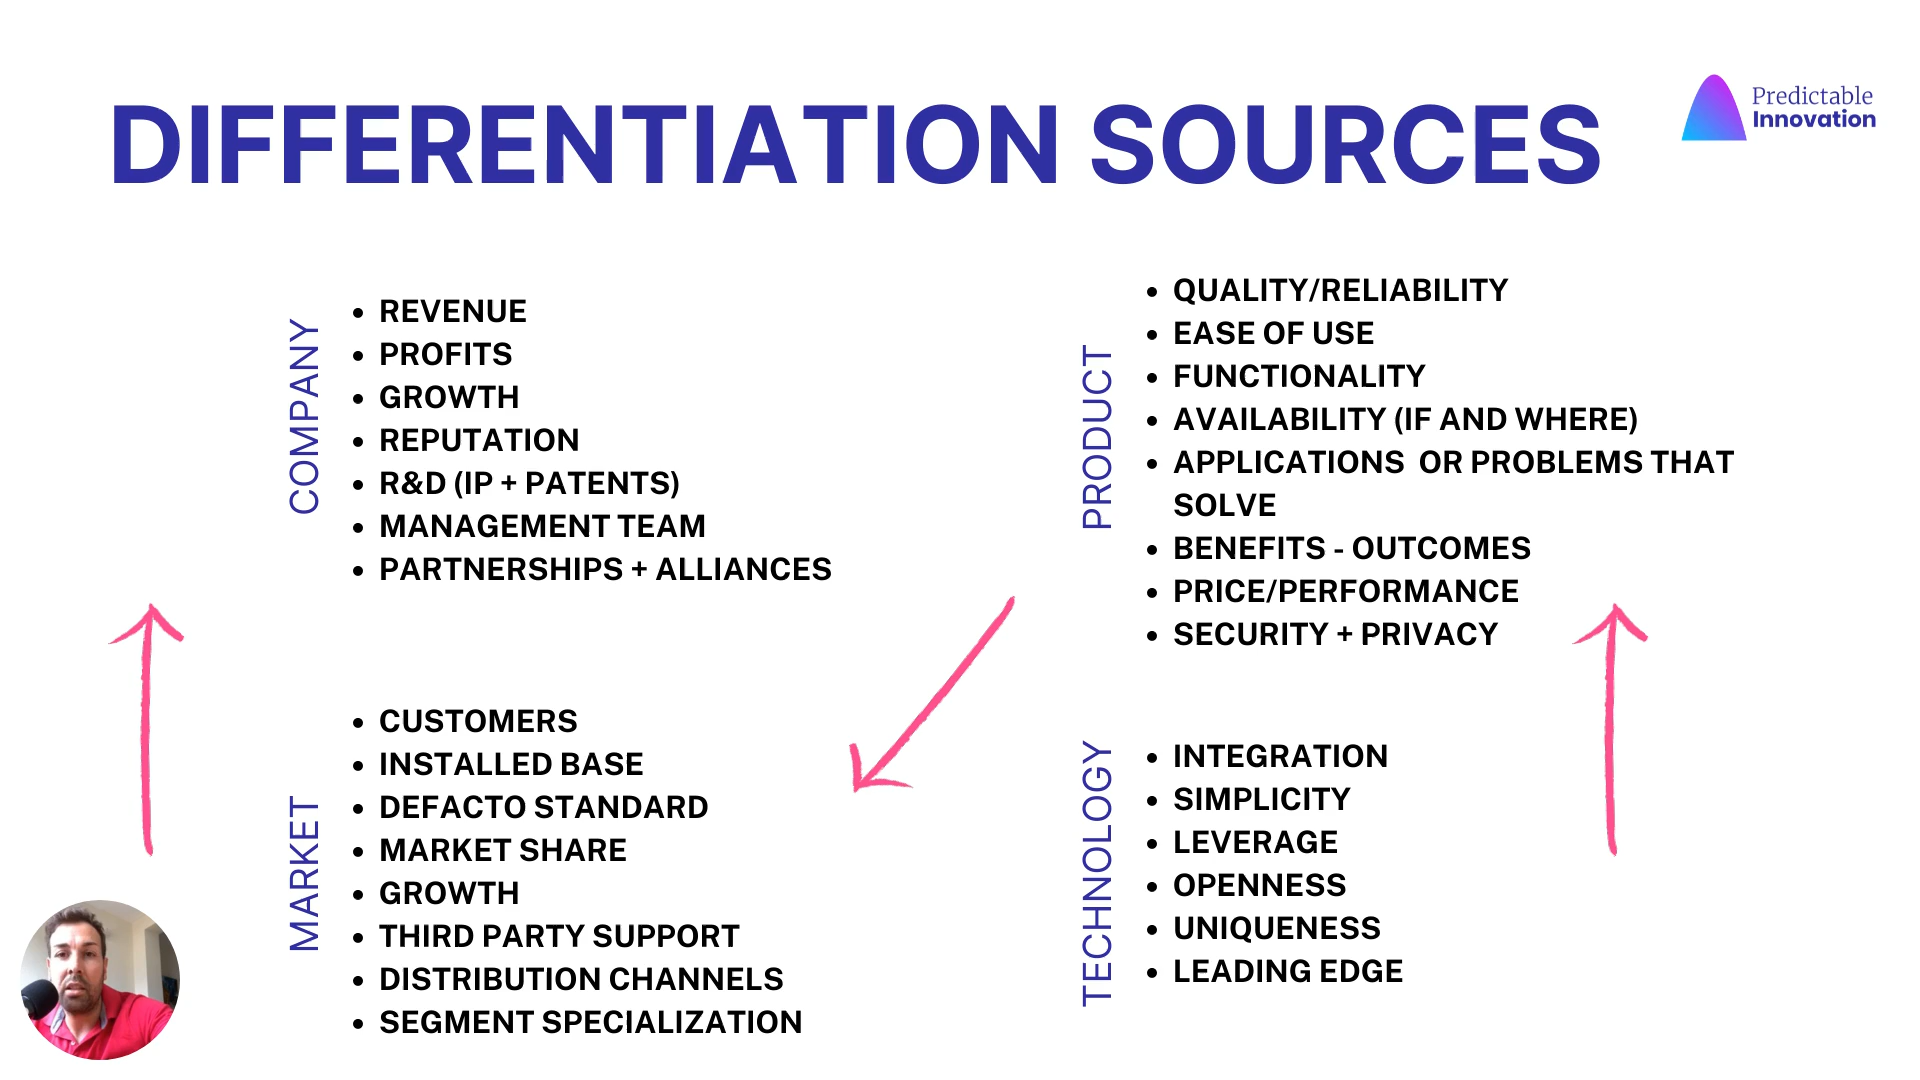 DIFFERENTIATION SOURCES
Predictable
Innovation
COMPANY
• REVENUE
• PROFITS
• GROWTH
• REPUTATION
• R&D (IP + PATENTS)
• MANAGEMENT TEAM
• PARTNERSHIPS + ALLIANCES
PRODUCT
• QUALITY/RELIABILITY
• EASE OF USE
• FUNCTIONALITY
• AVAILABILITY (IF AND WHERE)
• APPLICATIONS  OR PROBLEMS THAT
SOLVE
• BENEFITS - OUTCOMES
• PRICE/PERFORMANCE
• SECURITY + PRIVACY
MARKET
• CUSTOMERS
• INSTALLED BASE
• DEFACTO STANDARD
• MARKET SHARE
• GROWTH
• THIRD PARTY SUPPORT
• DISTRIBUTION CHANNELS
• SEGMENT SPECIALIZATION
TECHNOLOGY
• INTEGRATION
• SIMPLICITY
• LEVERAGE
• OPENNESS
• UNIQUENESS
• LEADING EDGE